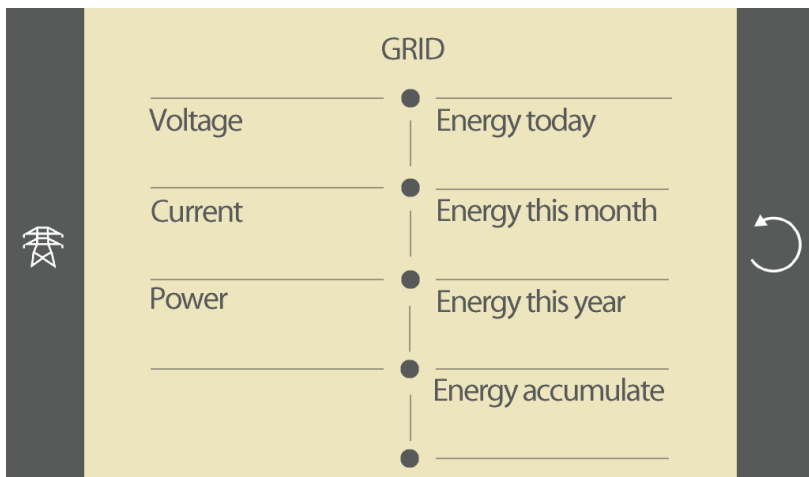 GRID
Voltage
Energy today
Current
Energy this month
Power
Energy this year
Energy accumulate